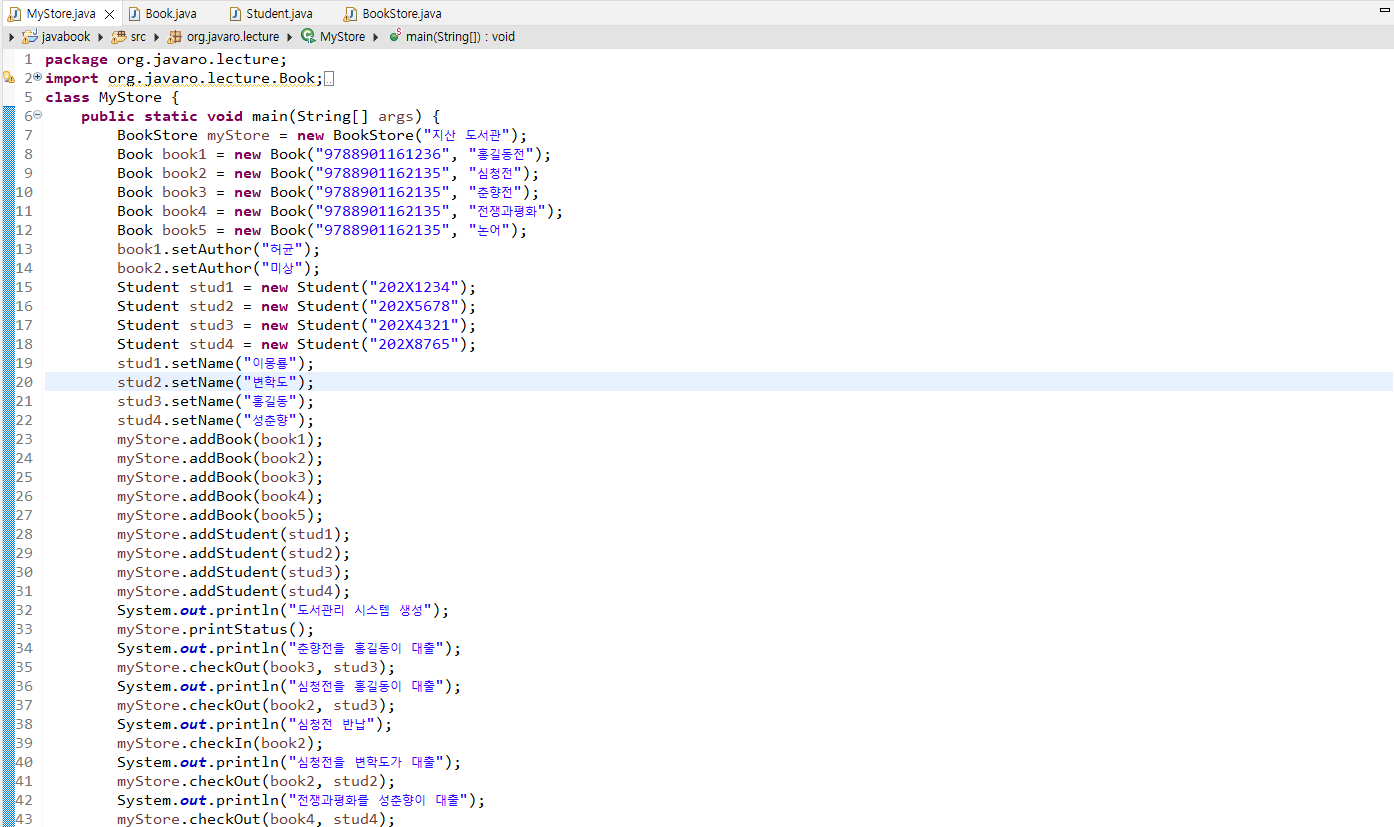 MyStore.java Book.java Student.java BookStore.java
javabook src org.javaro.lecture MyStore main(String[]) : void
1 package org.javaro.lecture;
2 import org.javaro.lecture.Book;
5 class MyStore {
6 public static void main(String[] args) {
7 BookStore myStore = new BookStore("지산 도서관");
8 Book book1 = new Book("9788901161236", "홍길동전");
9 Book book2 = new Book("9788901162135", "심청전");
10 Book book3 = new Book("9788901162135", "춘향전");
11 Book book4 = new Book("9788901162135", "전쟁과평화");
12 Book book5 = new Book("9788901162135", "논어");
13 book1.setAuthor("허균");
14 book2.setAuthor("미상");
15 Student stud1 = new Student("202X1234");
16 Student stud2 = new Student("202X5678");
17 Student stud3 = new Student("202X4321");
18 Student stud4 = new Student("202X8765");
19 stud1.setName("이몽룡");
20 stud2.setName("변학도");
21 stud3.setName("홍길동");
22 stud4.setName("성춘향");
23 myStore.addBook(book1);
24 myStore.addBook(book2);
25 myStore.addBook(book3);
26 myStore.addBook(book4);
27 myStore.addBook(book5);
28 myStore.addStudent(stud1);
29 myStore.addStudent(stud2);
30 myStore.addStudent(stud3);
31 myStore.addStudent(stud4);
32 System.out.println("도서관리 시스템 생성");
33 myStore.printStatus();
34 System.out.println("춘향전을 홍길동이 대출");
35 myStore.checkOut(book3, stud3);
36 System.out.println("심청전을 홍길동이 대출");
37 myStore.checkOut(book2, stud3);
38 System.out.println("심청전 반납");
39 myStore.checkIn(book2);
40 System.out.println("심청전을 변학도가 대출");
41 myStore.checkOut(book2, stud2);
42 System.out.println("전쟁과평화를 성춘향이 대출");
43 myStore.checkOut(book4, stud4);